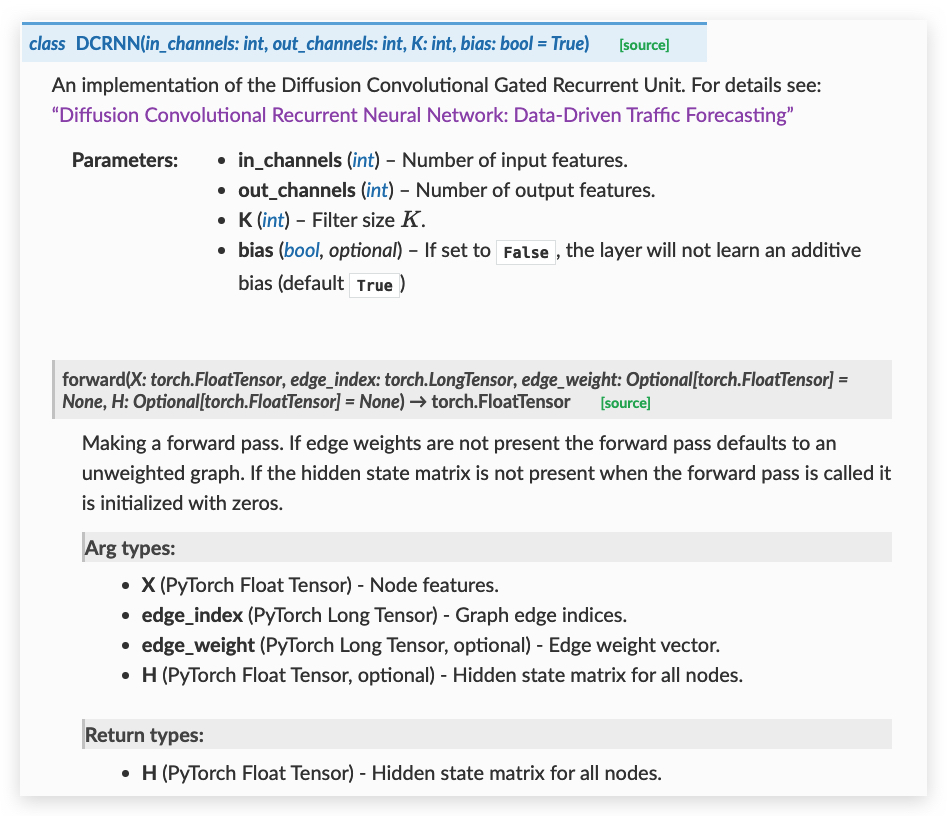 class DCRNN(in_channels: int, out_channels: int, K: int, bias: bool = True) [source]
An implementation of the Diffusion Convolutional Gated Recurrent Unit. For details see:
“Diffusion Convolutional Recurrent Neural Network: Data-Driven Traffic Forecasting”
Parameters:
• in_channels (int) – Number of input features.
• out_channels (int) – Number of output features.
• K (int) – Filter size K.
• bias (bool, optional) – If set to False, the layer will not learn an additive
bias (default True)
forward(X: torch.FloatTensor, edge_index: torch.LongTensor, edge_weight: Optional[torch.FloatTensor] =
None, H: Optional[torch.FloatTensor] = None) → torch.FloatTensor [source]
Making a forward pass. If edge weights are not present the forward pass defaults to an
unweighted graph. If the hidden state matrix is not present when the forward pass is called it
is initialized with zeros.
Arg types:
• X (PyTorch Float Tensor) - Node features.
• edge_index (PyTorch Long Tensor) - Graph edge indices.
• edge_weight (PyTorch Long Tensor, optional) - Edge weight vector.
• H (PyTorch Float Tensor, optional) - Hidden state matrix for all nodes.
Return types:
• H (PyTorch Float Tensor) - Hidden state matrix for all nodes.